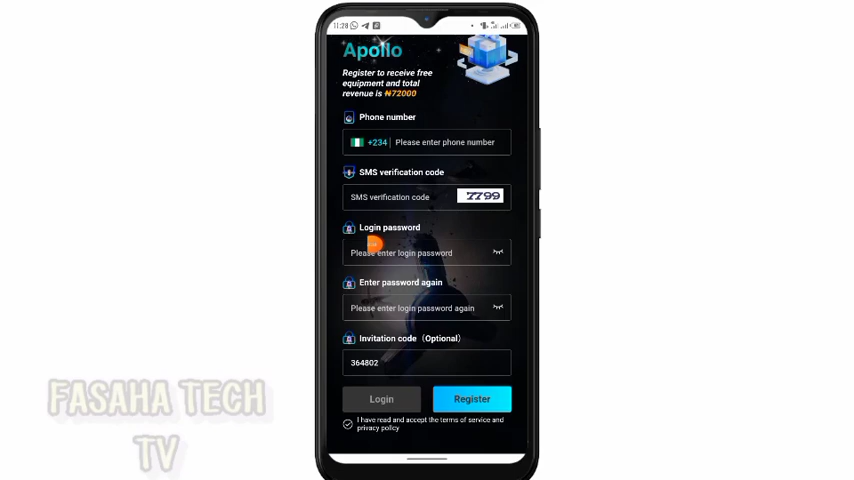 11:28
Apollo
Register to receive free
equipment and total
revenue is ₦72000
Phone number
+234 Please enter phone number
SMS verification code
SMS verification code 7799
Login password
Please enter login password
Enter password again
Please enter login password again
Invitation code（Optional）
364802
Login Register
I have read and accept the terms of service and
privacy policy
FASAHA TECH
TV